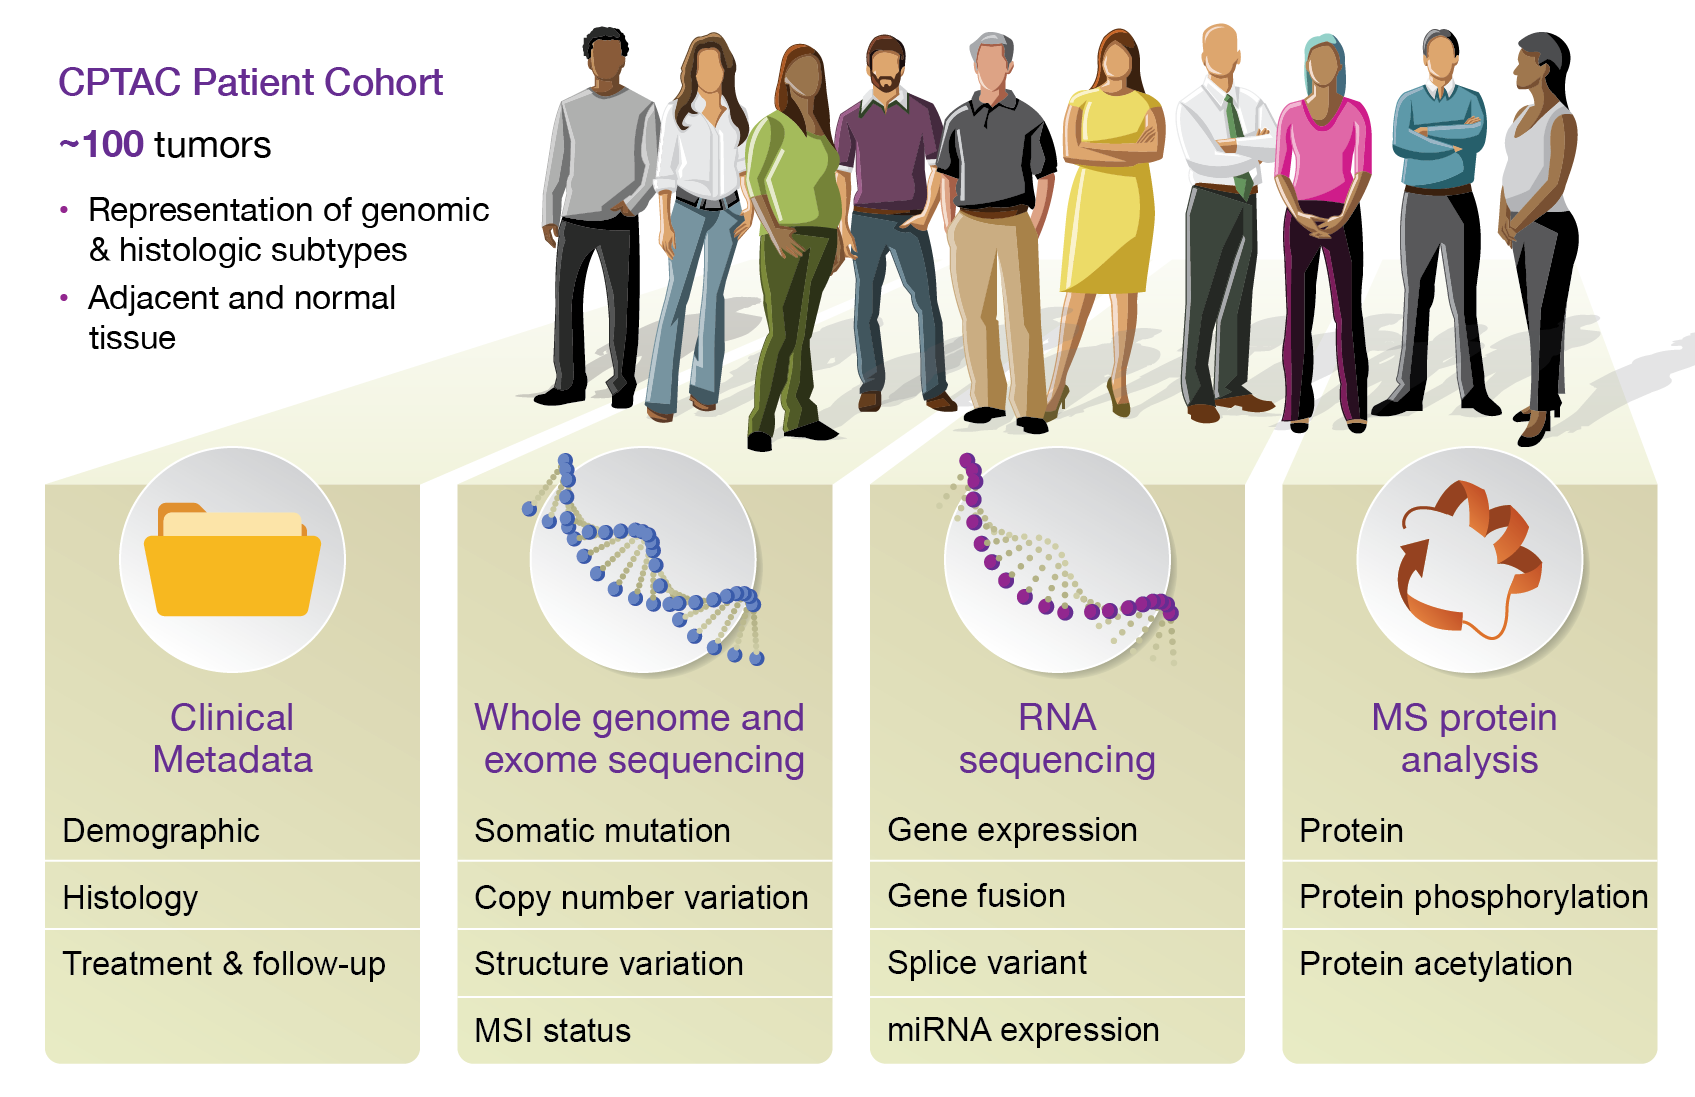 CPTAC Patient Cohort
~100 tumors
• Representation of genomic
& histologic subtypes
• Adjacent and normal
tissue
Clinical
Metadata
Demographic
Histology
Treatment & follow-up
Whole genome and
exome sequencing
Somatic mutation
Copy number variation
Structure variation
MSI status
RNA
sequencing
Gene expression
Gene fusion
Splice variant
miRNA expression
MS protein
analysis
Protein
Protein phosphorylation
Protein acetylation